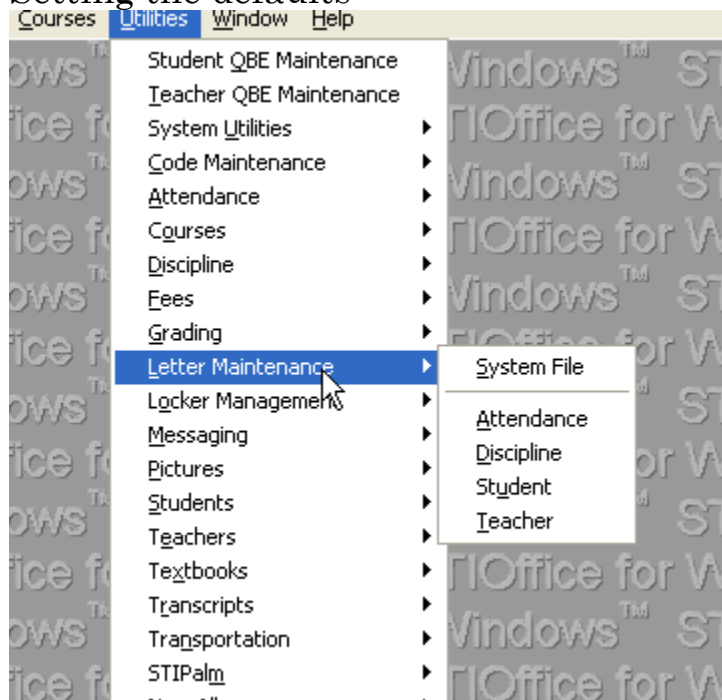 Setting the defaults
Courses Utilities Window Help
Student QBE Maintenance
Teacher QBE Maintenance
System Utilities
Code Maintenance
Attendance
Courses
Discipline
Fees
Grading
Letter Maintenance
System File
Locker Management
Attendance
Messaging
Discipline
Pictures
Student
Students
Teacher
Teachers
Textbooks
Transcripts
Transportation
STIPalm